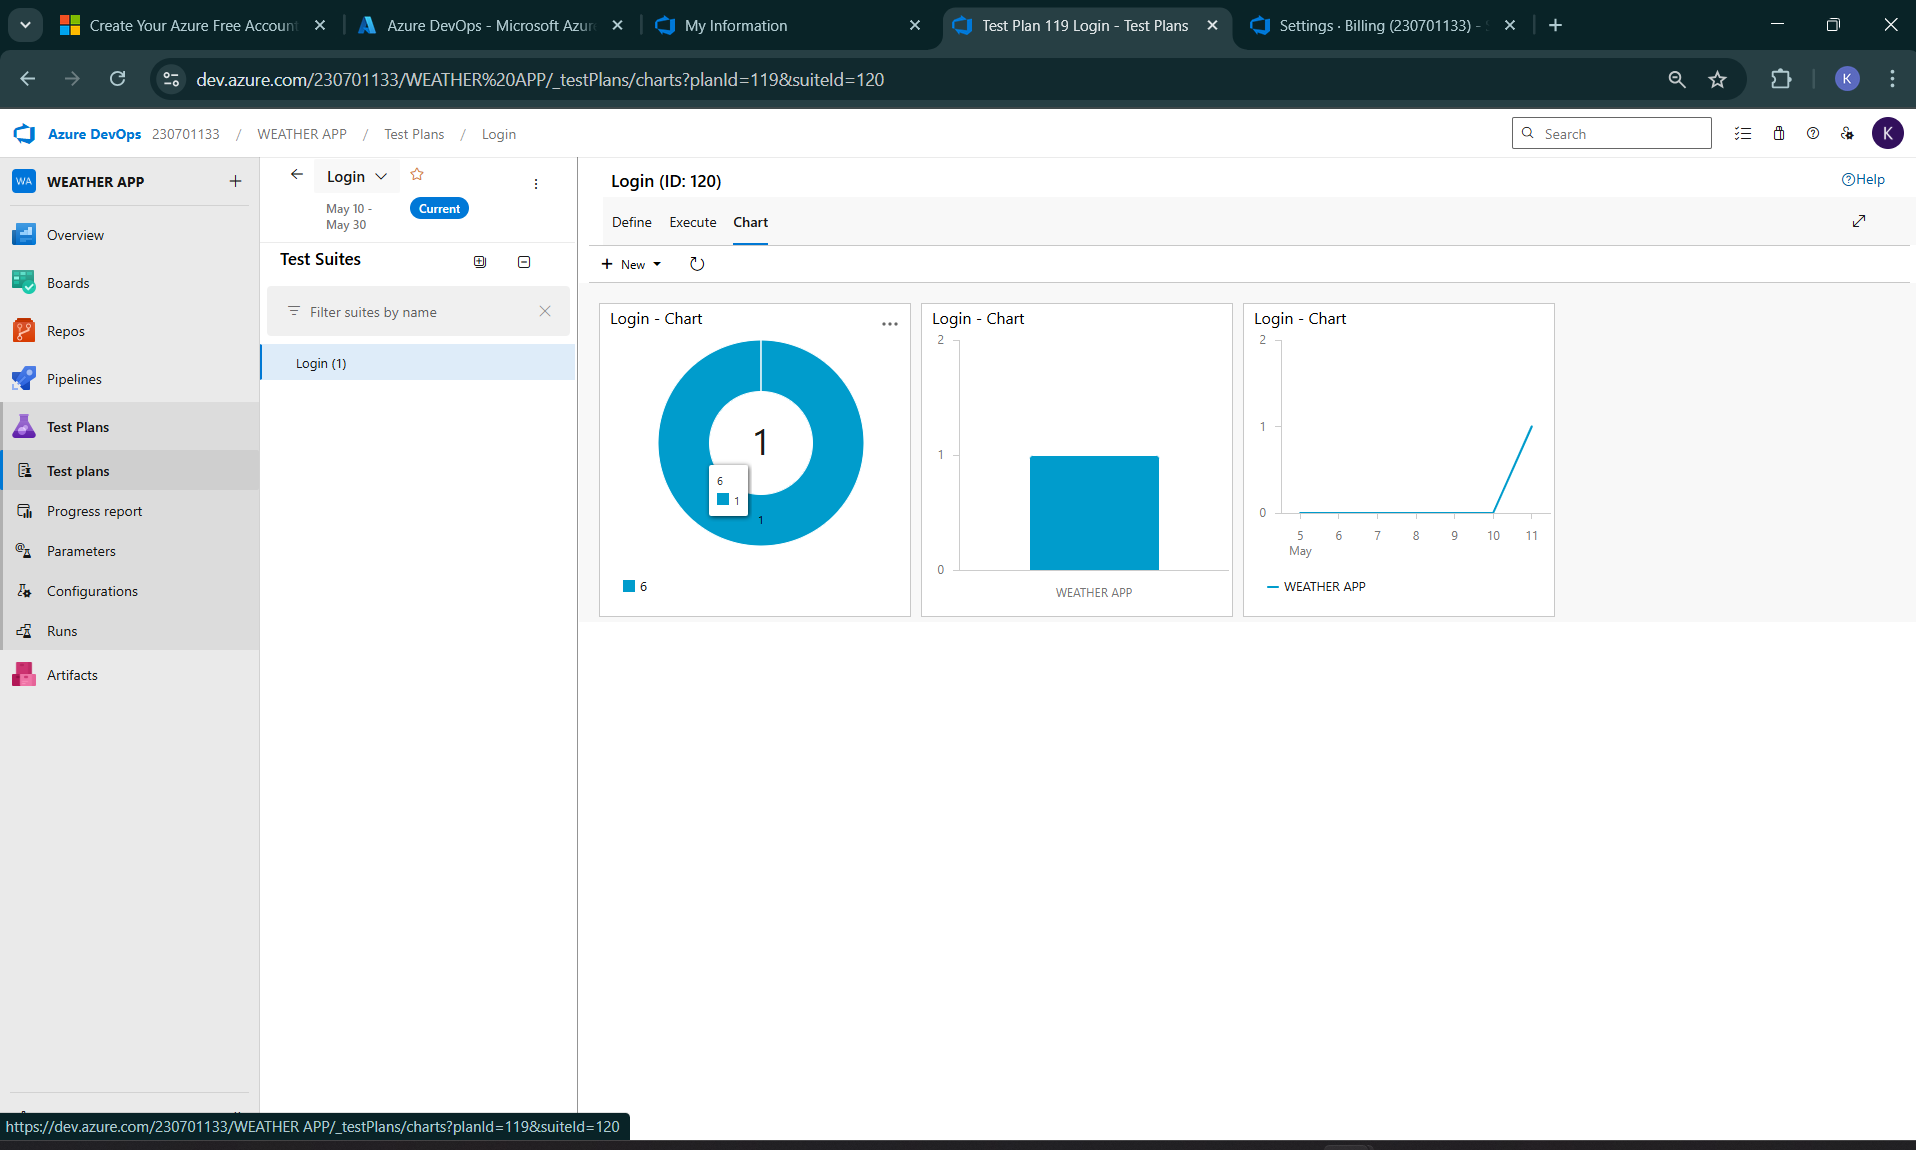 Create Your Azure Free Account
Azure DevOps - Microsoft Azur
My Information
Test Plan 119 Login - Test Plans
Settings · Billing (230701133) -
dev.azure.com/230701133/WEATHER%20APP/_testPlans/charts?planId=119&suiteId=120
K
Azure DevOps 230701133 / WEATHER APP / Test Plans / Login
Search
K
WA WEATHER APP
Overview
Boards
Repos
Pipelines
Test Plans
Test plans
Progress report
Parameters
Configurations
Runs
Artifacts
Login
May 10 -
May 30
Current
Test Suites
Filter suites by name
Login (1)
Login (ID: 120)
Help
Define Execute Chart
New
Login - Chart
1
6
1
1
6
Login - Chart
2
1
0
WEATHER APP
Login - Chart
2
1
0
5 6 7 8 9 10 11
May
WEATHER APP
https://dev.azure.com/230701133/WEATHER APP/_testPlans/charts?planId=119&suiteId=120